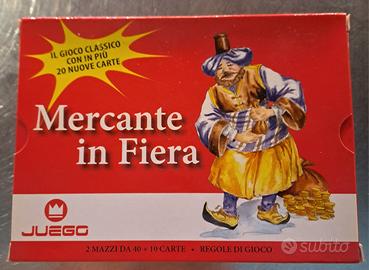 IL GIOCO CLASSICO
CON IN PIÙ
20 NUOVE CARTE
Mercante
in Fiera
JUEGO
2 MAZZI DA 40 + 10 CARTE • REGOLE DI GIOCO
subito